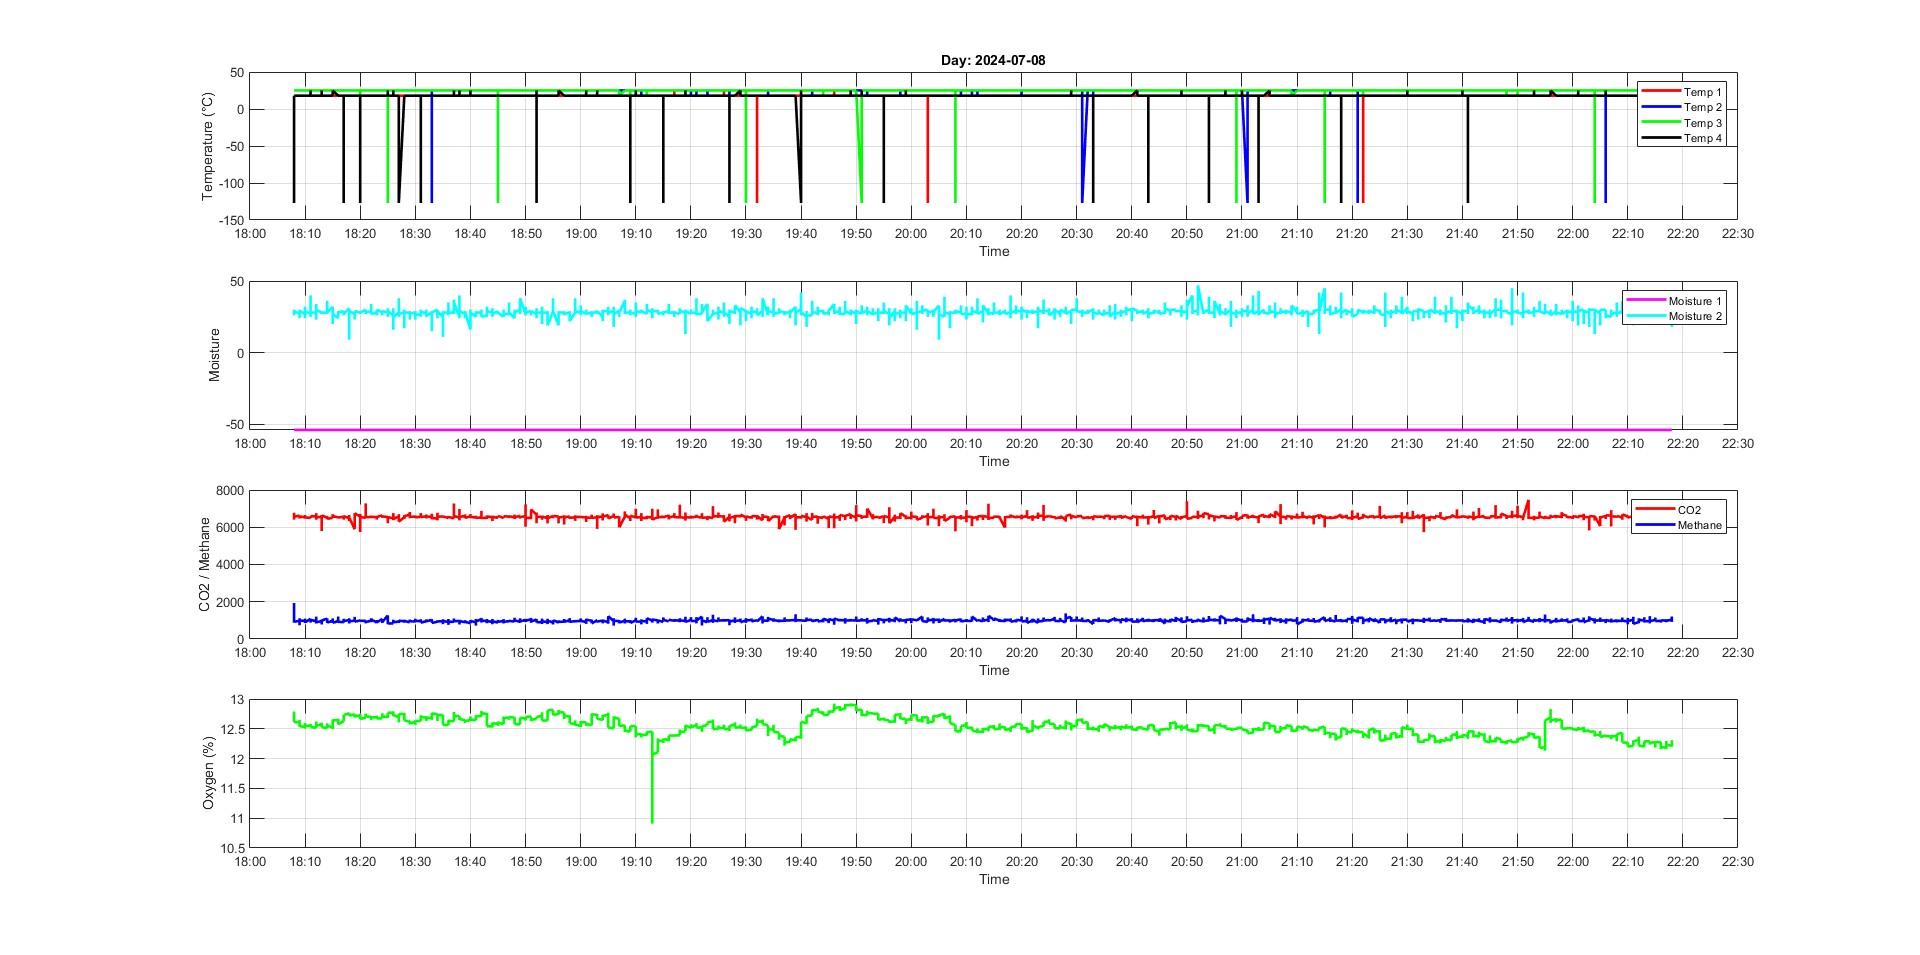 Day: 2024-07-08
50
0
-50
-100
-150
Temperature (°C)
Temp 1
Temp 2
Temp 3
Temp 4
18:00 18:10 18:20 18:30 18:40 18:50 19:00 19:10 19:20 19:30 19:40 19:50 20:00 20:10 20:20 20:30 20:40 20:50 21:00 21:10 21:20 21:30 21:40 21:50 22:00 22:10 22:20 22:30
Time
50
0
-50
Moisture
Moisture 1
Moisture 2
18:00 18:10 18:20 18:30 18:40 18:50 19:00 19:10 19:20 19:30 19:40 19:50 20:00 20:10 20:20 20:30 20:40 20:50 21:00 21:10 21:20 21:30 21:40 21:50 22:00 22:10 22:20 22:30
Time
8000
6000
4000
2000
0
CO2 / Methane
CO2
Methane
18:00 18:10 18:20 18:30 18:40 18:50 19:00 19:10 19:20 19:30 19:40 19:50 20:00 20:10 20:20 20:30 20:40 20:50 21:00 21:10 21:20 21:30 21:40 21:50 22:00 22:10 22:20 22:30
Time
13
12.5
12
11.5
11
10.5
Oxygen (%)
18:00 18:10 18:20 18:30 18:40 18:50 19:00 19:10 19:20 19:30 19:40 19:50 20:00 20:10 20:20 20:30 20:40 20:50 21:00 21:10 21:20 21:30 21:40 21:50 22:00 22:10 22:20 22:30
Time